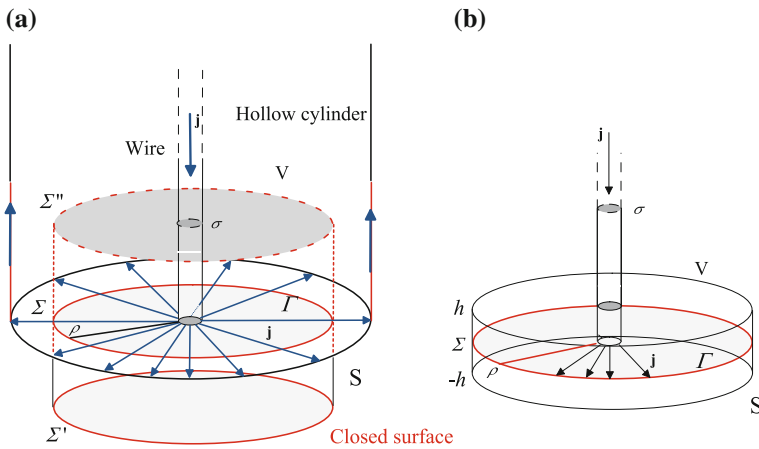 (a)
(b)
j
Hollow cylinder
Wire
V
Σ"
σ
Σ
Γ
ρ
j
S
Σ'
Closed surface
j
σ
V
h
Σ
ρ
Γ
j
-h
S